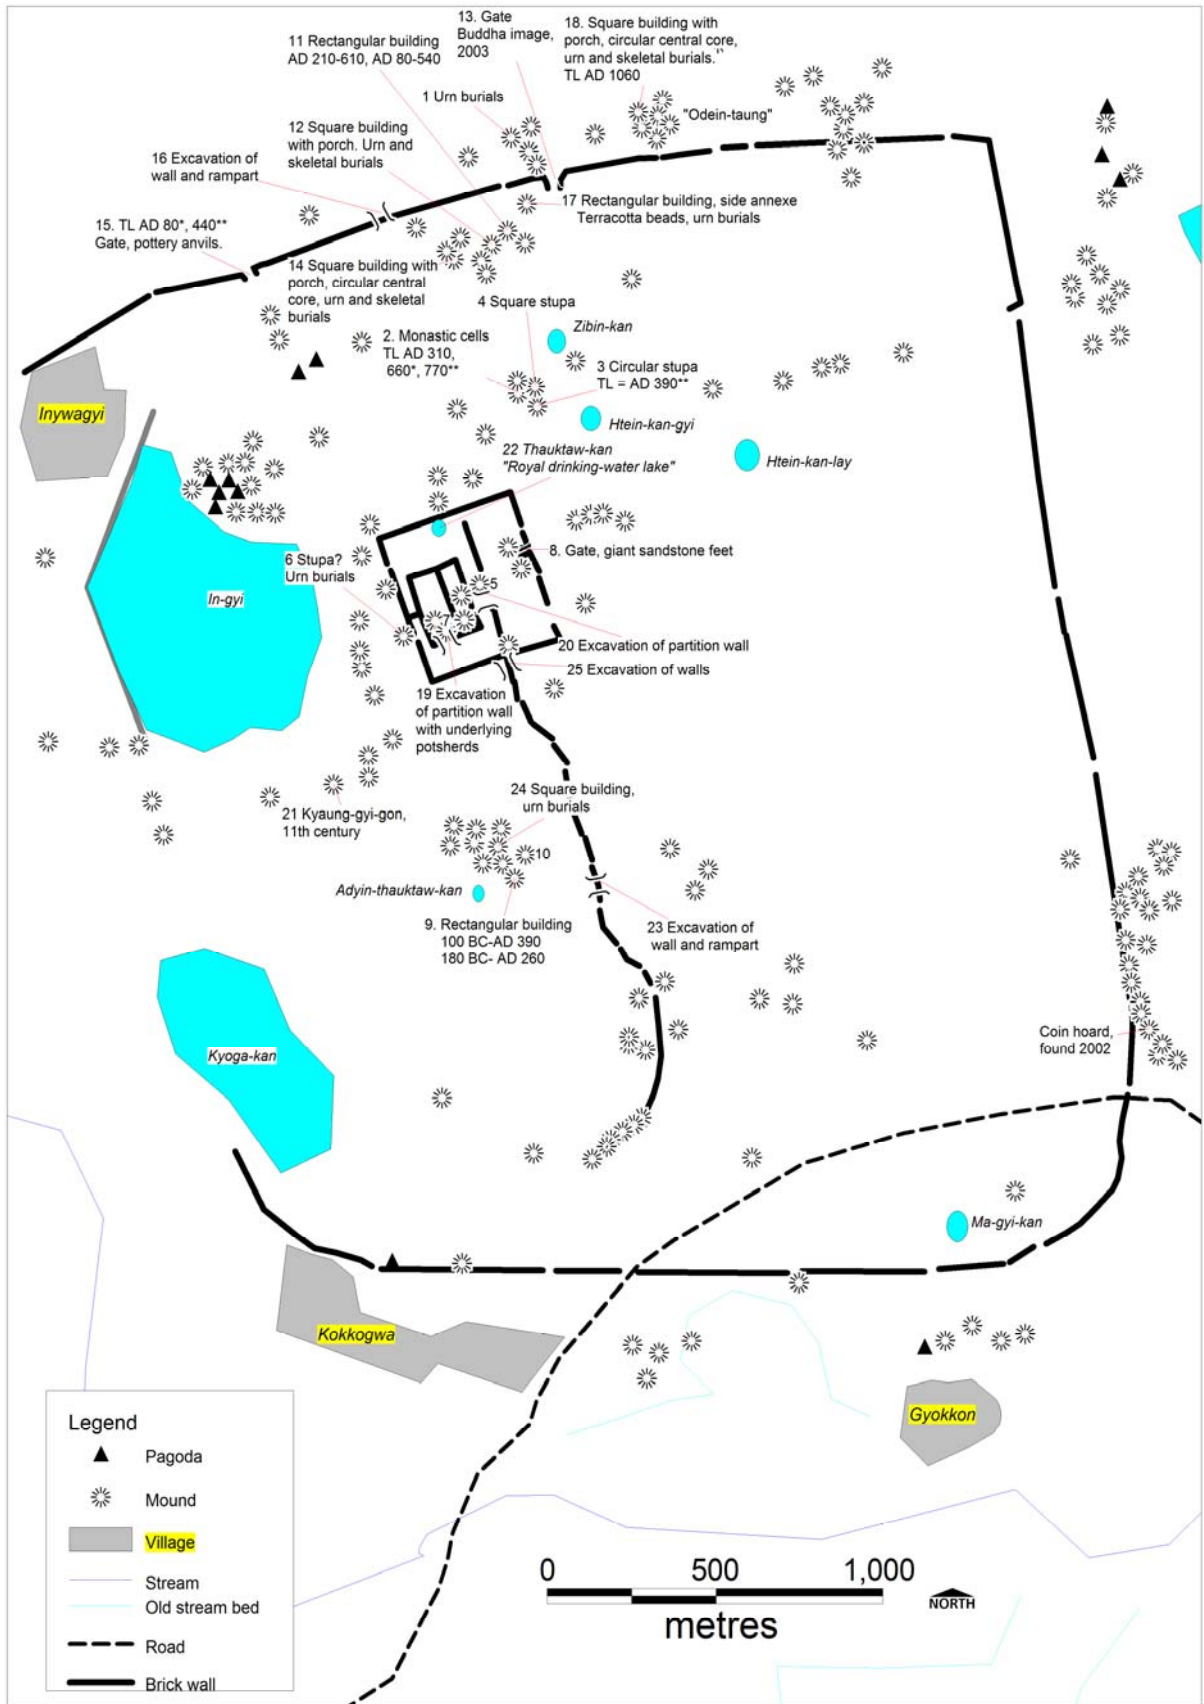 13. Gate
Buddha image,
2003
18. Square building with
porch, circular central core,
urn and skeletal burials.
TL AD 1060
11 Rectangular building
AD 210-610, AD 80-540
1 Urn burials
"Odein-taung"
12 Square building
with porch. Urn and
skeletal burials
16 Excavation of
wall and rampart
17 Rectangular building, side annexe
Terracotta beads, urn burials
15. TL AD 80*, 440**
Gate, pottery anvils.
14 Square building with
porch, circular central
core, urn and skeletal
burials
4 Square stupa
Zibin-kan
2. Monastic cells
TL AD 310,
660*, 770**
3 Circular stupa
TL = AD 390**
Inywagyi
Htein-kan-gyi
22 Thauktaw-kan
"Royal drinking-water lake"
Htein-kan-lay
8. Gate, giant sandstone feet
6 Stupa?
Urn burials
5
In-gyi
7
20 Excavation of partition wall
25 Excavation of walls
19 Excavation
of partition wall
with underlying
potsherds
24 Square building,
urn burials
21 Kyaung-gyi-gon,
11th century
10
Adyin-thauktaw-kan
9. Rectangular building
100 BC-AD 390
180 BC- AD 260
23 Excavation of
wall and rampart
Coin hoard,
found 2002
Kyoga-kan
Ma-gyi-kan
Kokkogwa
Gyokkon
Legend
Pagoda
Mound
Village
Stream
Old stream bed
Road
Brick wall
0 500 1,000
metres
NORTH